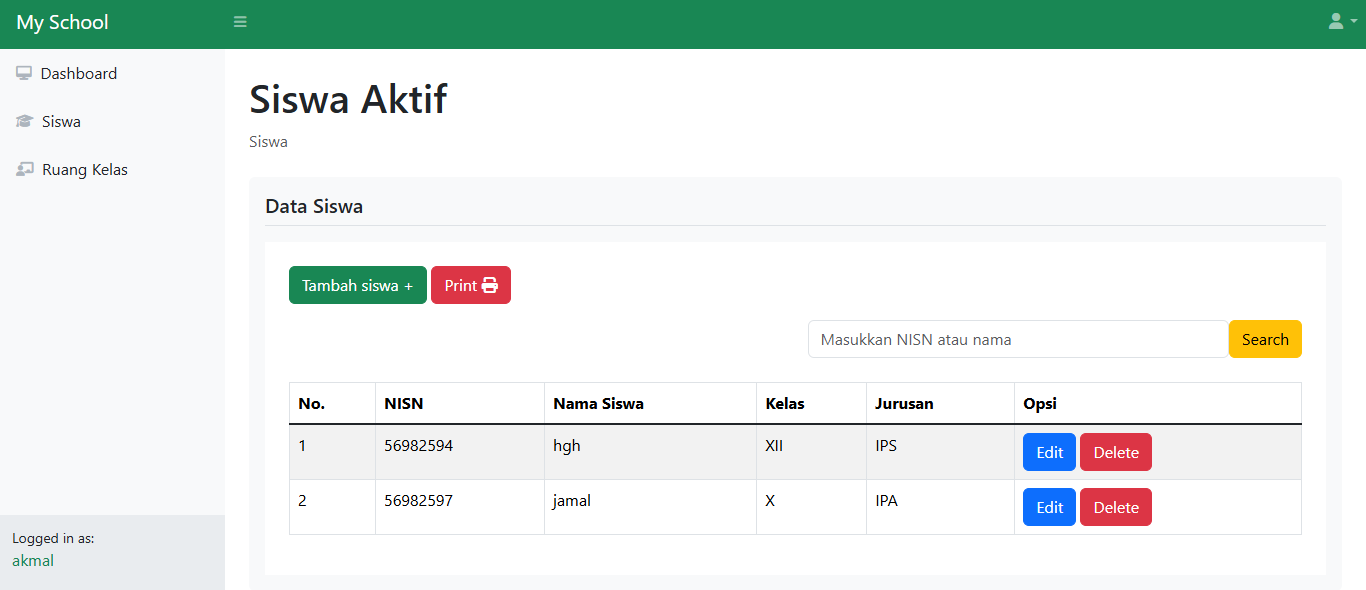 My School
Dashboard
Siswa
Ruang Kelas
Logged in as:
akmal
Siswa Aktif
Siswa
Data Siswa
Tambah siswa + Print
Masukkan NISN atau nama Search
No. NISN Nama Siswa Kelas Jurusan Opsi
1 56982594 hgh XII IPS Edit Delete
2 56982597 jamal X IPA Edit Delete